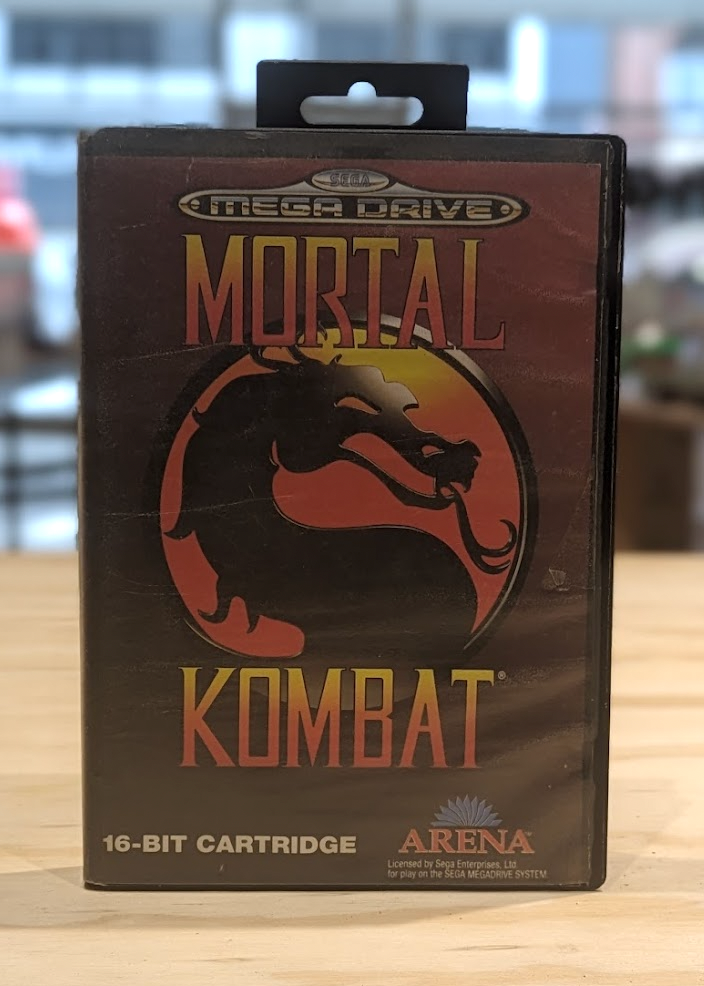 SEGA
MEGA DRIVE
MORTAL
KOMBAT®
16-BIT CARTRIDGE
ARENA™
Licensed by Sega Enterprises, Ltd.
for play on the SEGA MEGADRIVE SYSTEM.